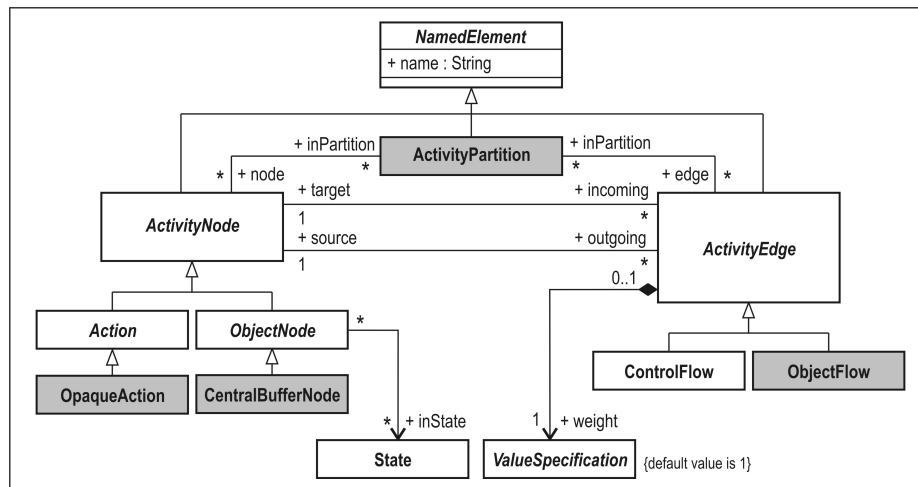 NamedElement
+ name : String
+ inPartition
ActivityPartition
+ inPartition
*
*
*
+ node
+ edge
*
ActivityNode
+ target
+ incoming
1
*
+ source
+ outgoing
1
*
ActivityEdge
0..1
Action
ObjectNode
*
ControlFlow
ObjectFlow
OpaqueAction
CentralBufferNode
*
+ inState
1
+ weight
State
ValueSpecification
{default value is 1}